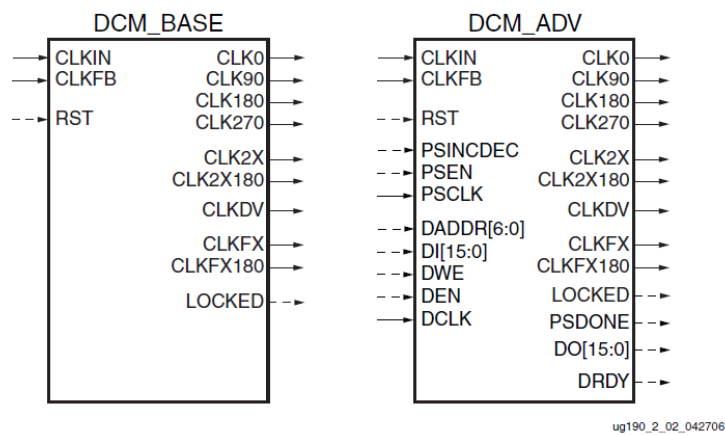 DCM_BASE
CLKIN
CLKFB
RST
CLK0
CLK90
CLK180
CLK270
CLK2X
CLK2X180
CLKDV
CLKFX
CLKFX180
LOCKED
DCM_ADV
CLKIN
CLKFB
RST
PSINCDEC
PSEN
PSCLK
DADDR[6:0]
DI[15:0]
DWE
DEN
DCLK
CLK0
CLK90
CLK180
CLK270
CLK2X
CLK2X180
CLKDV
CLKFX
CLKFX180
LOCKED
PSDONE
DO[15:0]
DRDY
ug190_2_02_042706